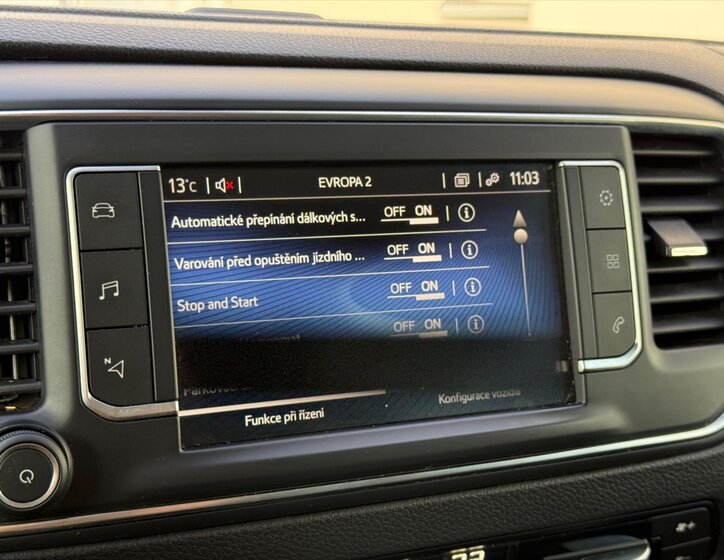 13°C EVROPA 2 11:03
Automatické přepínání dálkových s... OFF ON
Varování před opuštěním jízdního ... OFF ON
Stop and Start OFF ON
OFF ON
Funkce při řízení Konfigurace vozidla
N